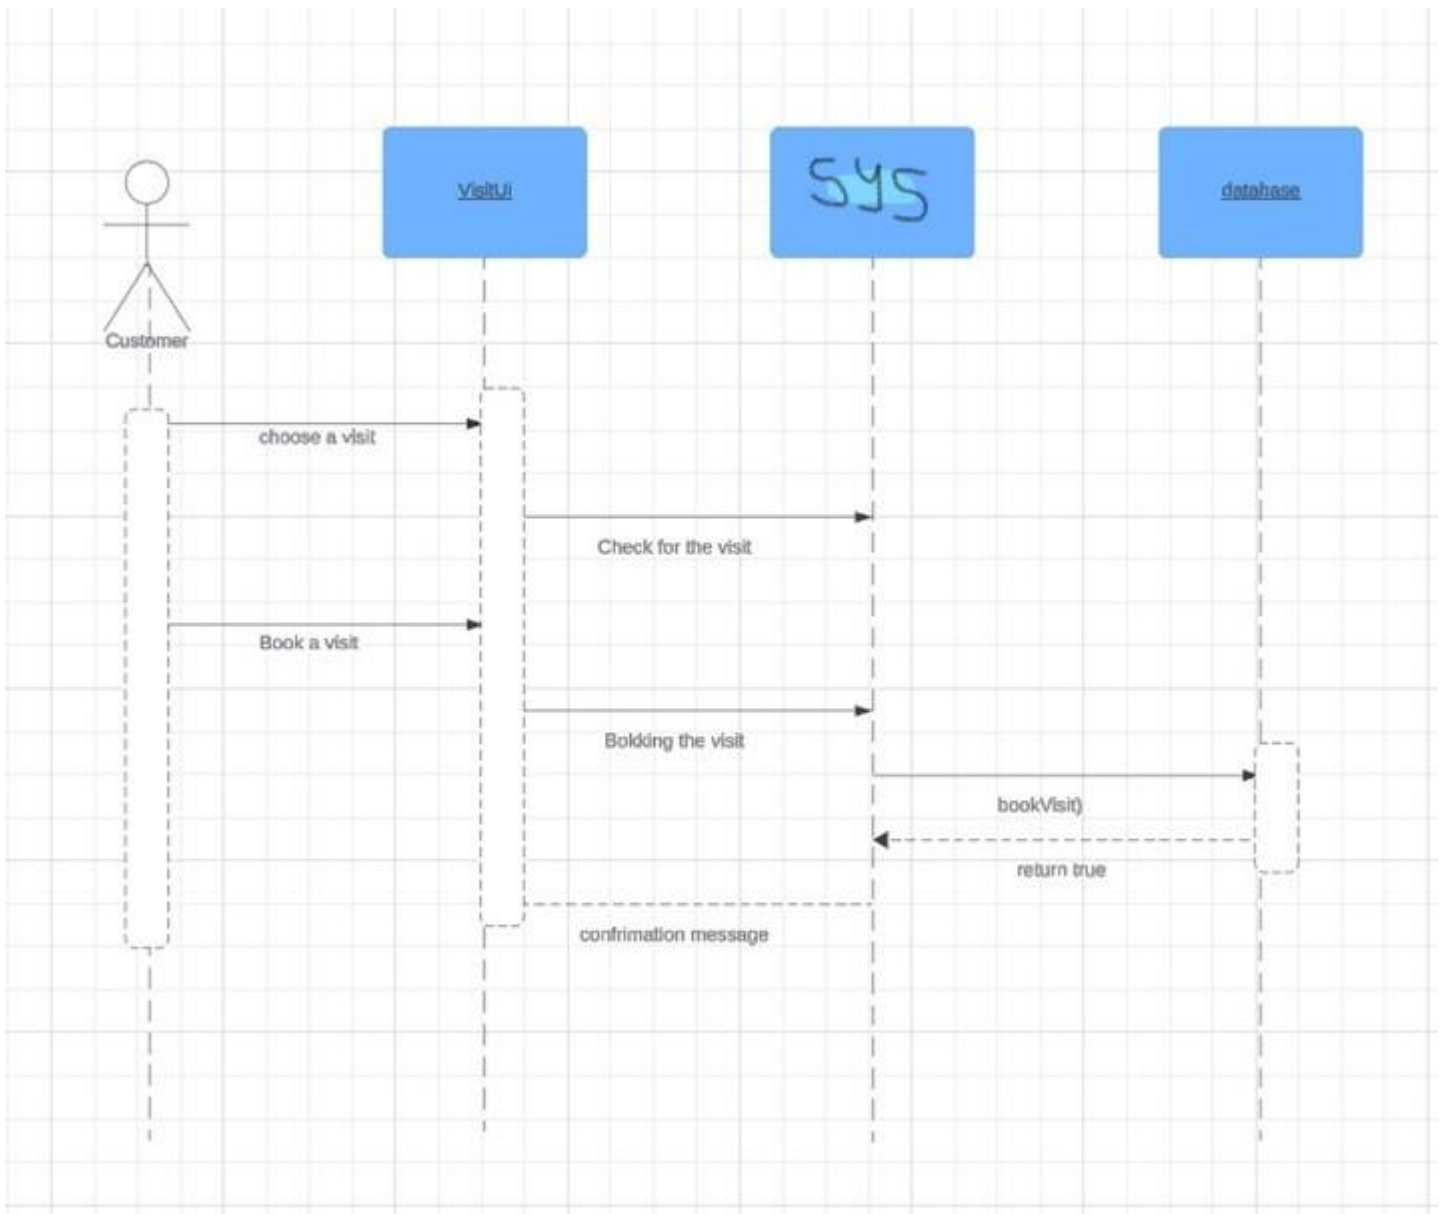 VisitUi
sys
database
Customer
choose a visit
Check for the visit
Book a visit
Bokking the visit
bookVisit)
return true
confrimation message